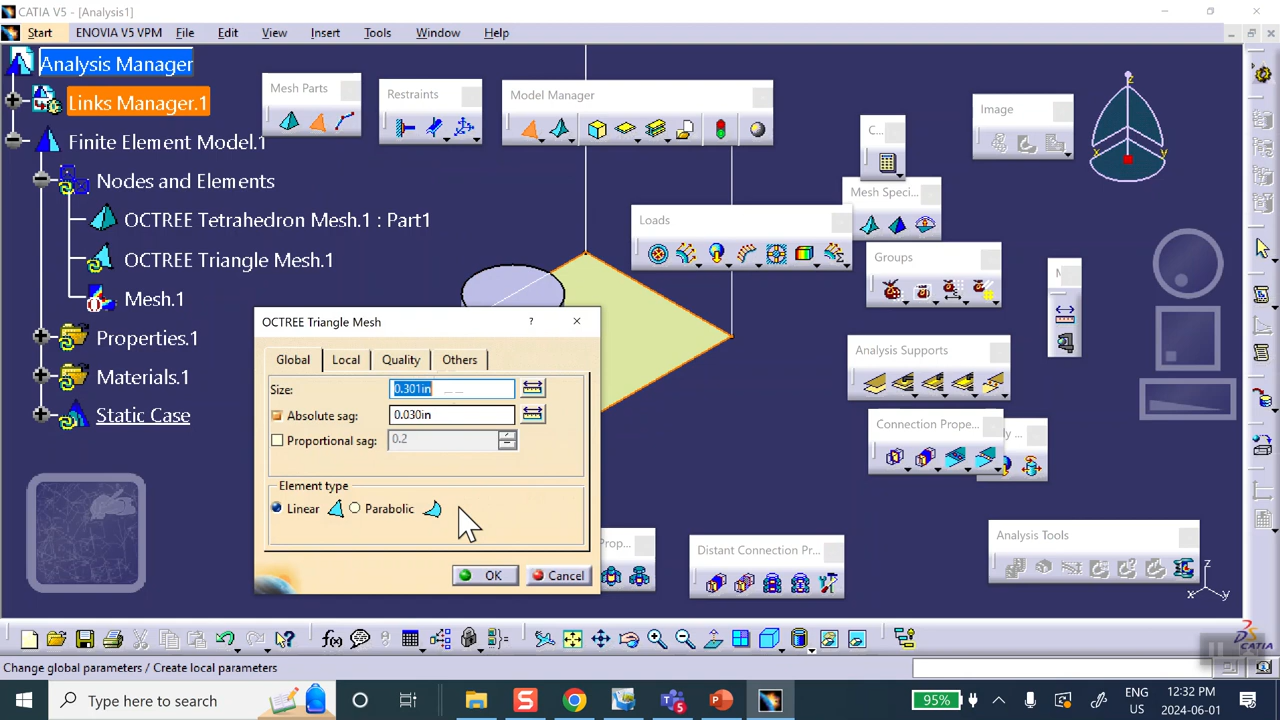 CATIA V5 - [Analysis1]
Start ENOVIA V5 VPM File Edit View Insert Tools Window Help
Analysis Manager
Links Manager.1
Finite Element Model.1
Nodes and Elements
OCTREE Tetrahedron Mesh.1 : Part1
OCTREE Triangle Mesh.1
Mesh.1
Properties.1
Materials.1
Static Case
Mesh Parts
Restraints
Model Manager
C...
Image
z
x
y
Mesh Speci...
Loads
Groups
M
Analysis Supports
Connection Prope...
ly ...
Prop...
Distant Connection Pr...
Analysis Tools
z
x
y
OCTREE Triangle Mesh
?
Global Local Quality Others
Size: 0.301in
Absolute sag: 0.030in
Proportional sag: 0.2
Element type
Linear Parabolic
OK Cancel
f(x)
CATIA
Change global parameters / Create local parameters
Type here to search
95%
ENG
US
12:32 PM
2024-06-01